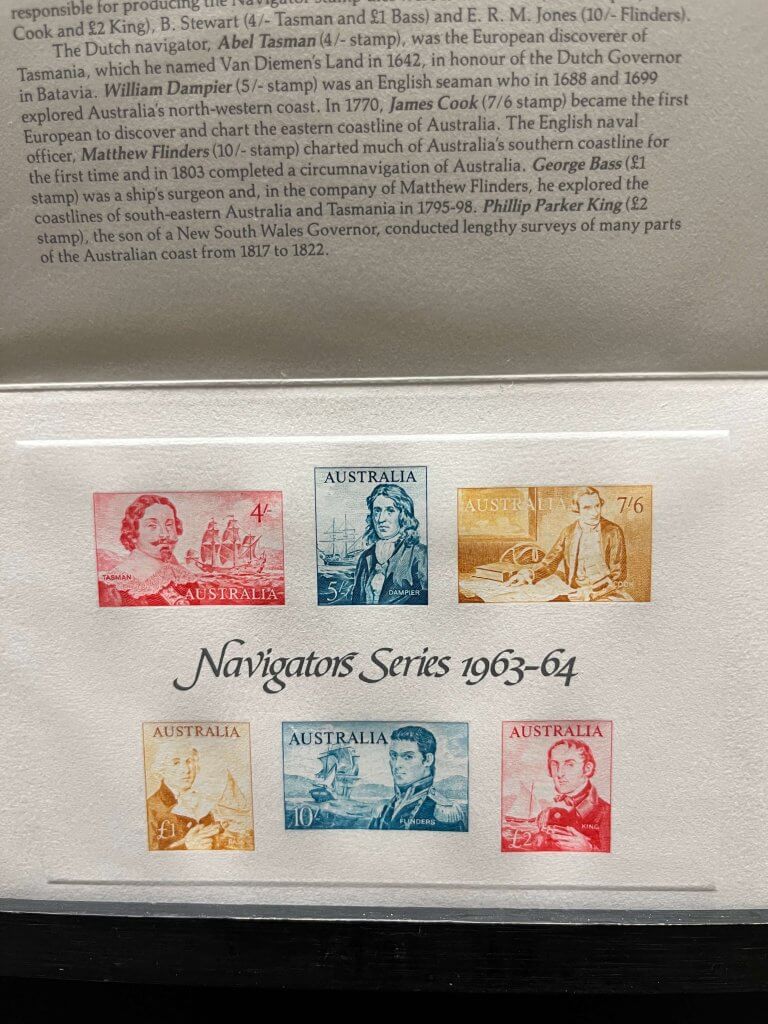 responsible for producing the Navigator stamp
Cook and £2 King), B. Stewart (4/- Tasman and £1 Bass) and E. R. M. Jones (10/- Flinders).
The Dutch navigator, Abel Tasman (4/- stamp), was the European discoverer of
Tasmania, which he named Van Diemen's Land in 1642, in honour of the Dutch Governor
in Batavia. William Dampier (5/- stamp) was an English seaman who in 1688 and 1699
explored Australia's north-western coast. In 1770, James Cook (7/6 stamp) became the first
European to discover and chart the eastern coastline of Australia. The English naval
officer, Matthew Flinders (10/- stamp) charted much of Australia's southern coastline for
the first time and in 1803 completed a circumnavigation of Australia. George Bass (£1
stamp) was a ship's surgeon and, in the company of Matthew Flinders, he explored the
coastlines of south-eastern Australia and Tasmania in 1795-98. Phillip Parker King (£2
stamp), the son of a New South Wales Governor, conducted lengthy surveys of many parts
of the Australian coast from 1817 to 1822.
4/-
TASMAN
AUSTRALIA
AUSTRALIA
5/-
DAMPIER
AUSTRALIA
7/6
COOK
Navigators Series 1963-64
AUSTRALIA
£1
BASS
AUSTRALIA
10/-
FLINDERS
AUSTRALIA
£2
KING